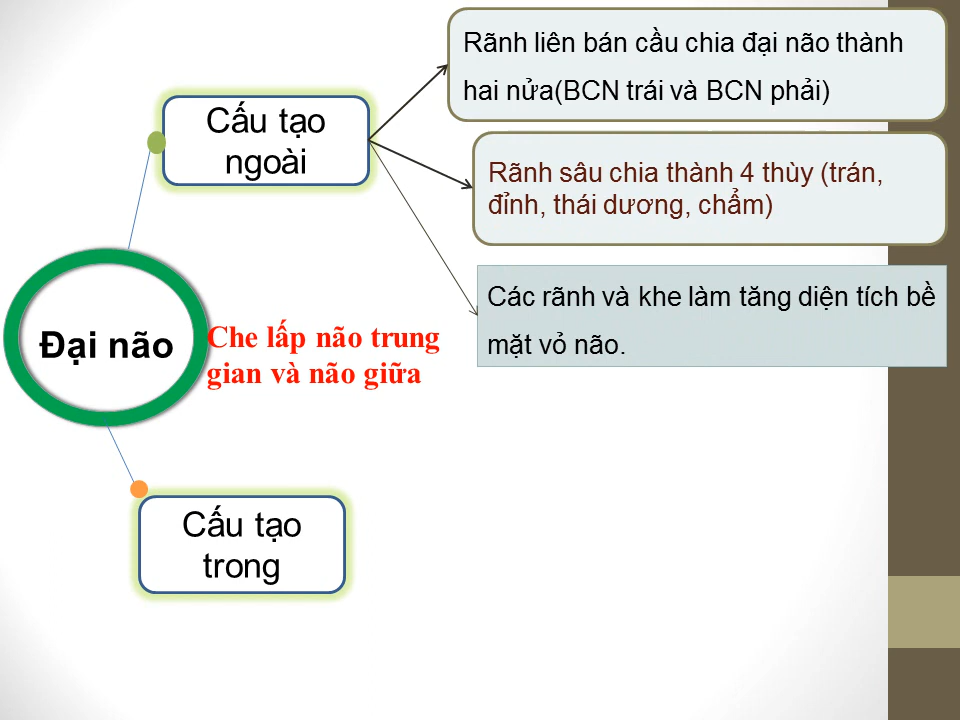 Rãnh liên bán cầu chia đại não thành
hai nửa(BCN trái và BCN phải)
Cấu tạo
ngoài
Rãnh sâu chia thành 4 thùy (trán,
đỉnh, thái dương, chẩm)
Các rãnh và khe làm tăng diện tích bề
mặt vỏ não.
Đại não
Che lấp não trung
gian và não giữa
Cấu tạo
trong